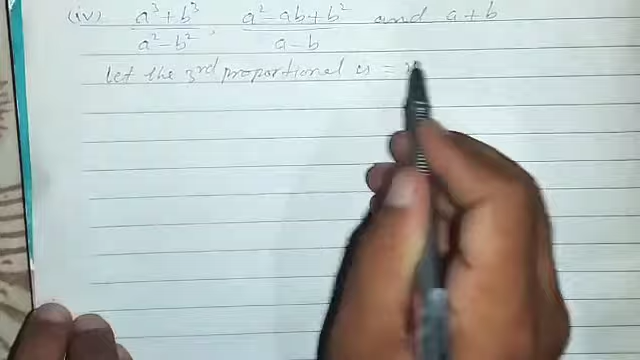 (iv) a³ + b³ / a² - b² , a² - ab + b² / a - b and a + b
let the 3rd proportional is =